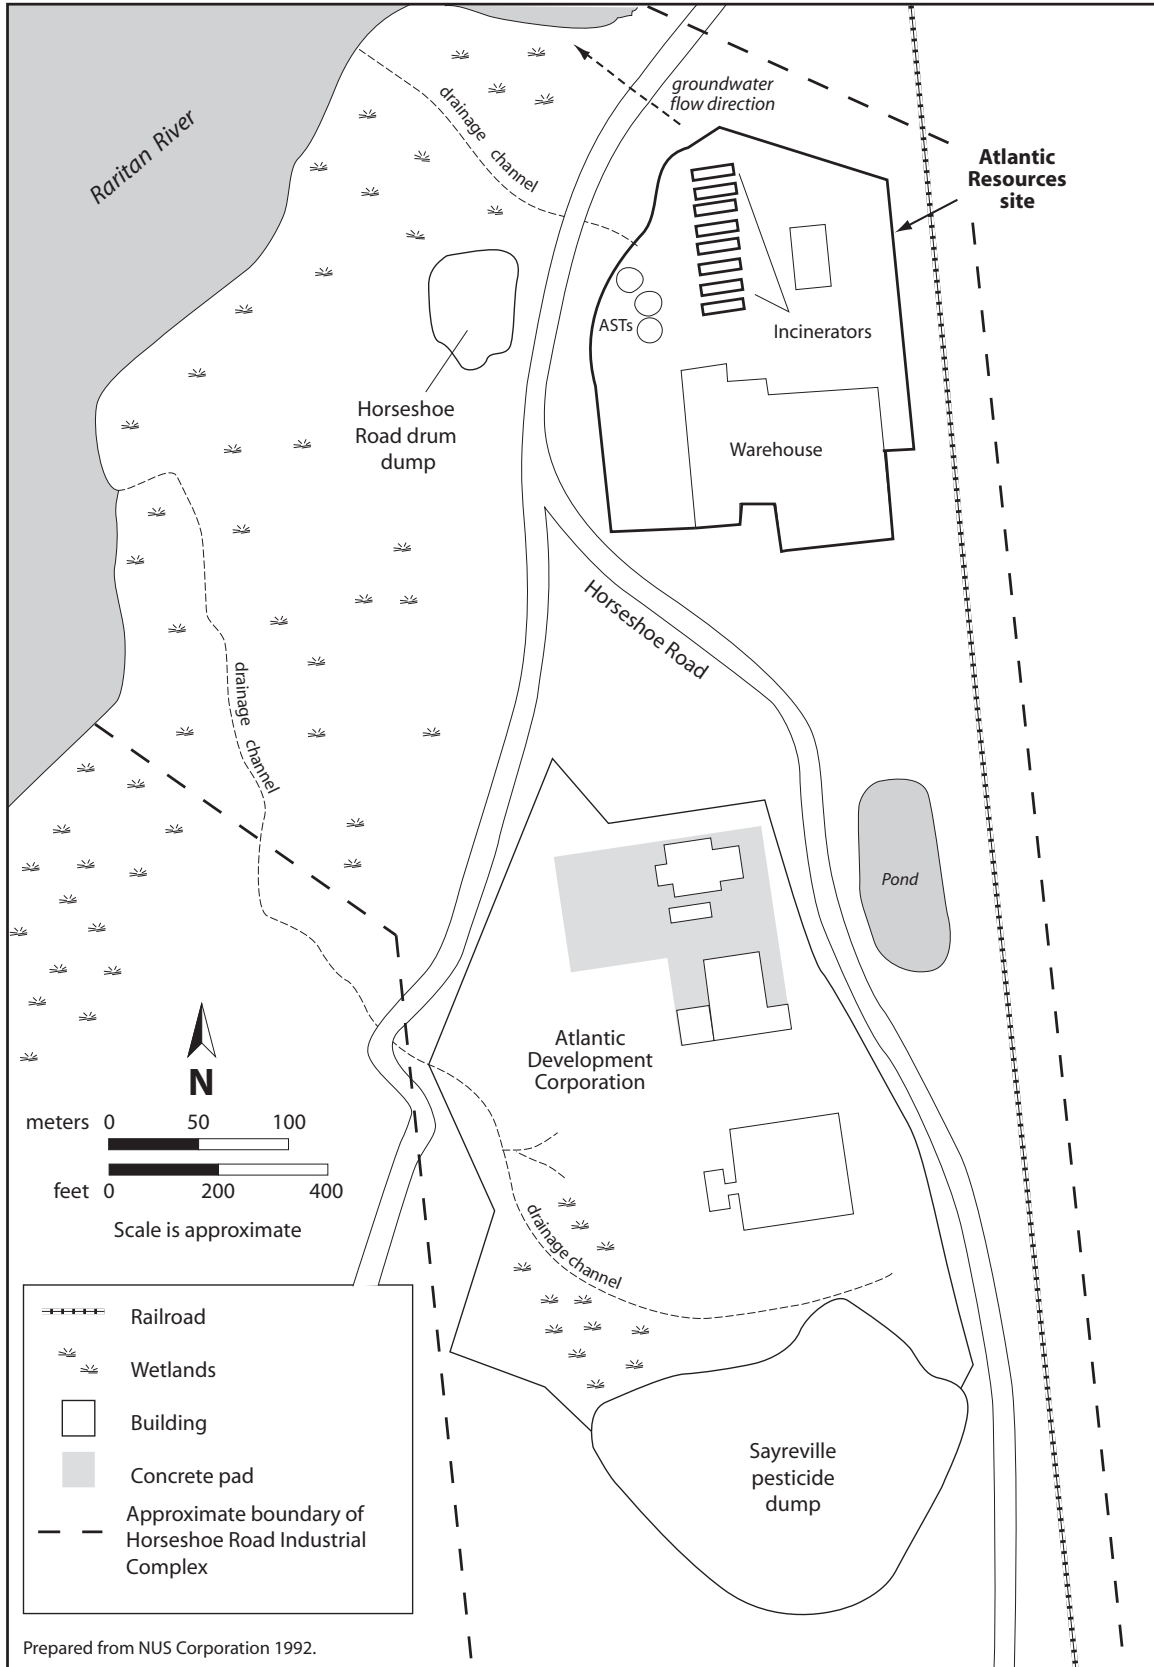 Raritan River
drainage
channel
groundwater
flow direction
Atlantic
Resources
site
ASTs
Incinerators
Horseshoe
Road drum
dump
Warehouse
Horseshoe Road
drainage
channel
Pond
N
meters 0 50 100
feet 0 200 400
Scale is approximate
Atlantic
Development
Corporation
drainage channel
Railroad
Wetlands
Building
Concrete pad
Approximate boundary of
Horseshoe Road Industrial
Complex
Sayreville
pesticide
dump
Prepared from NUS Corporation 1992.